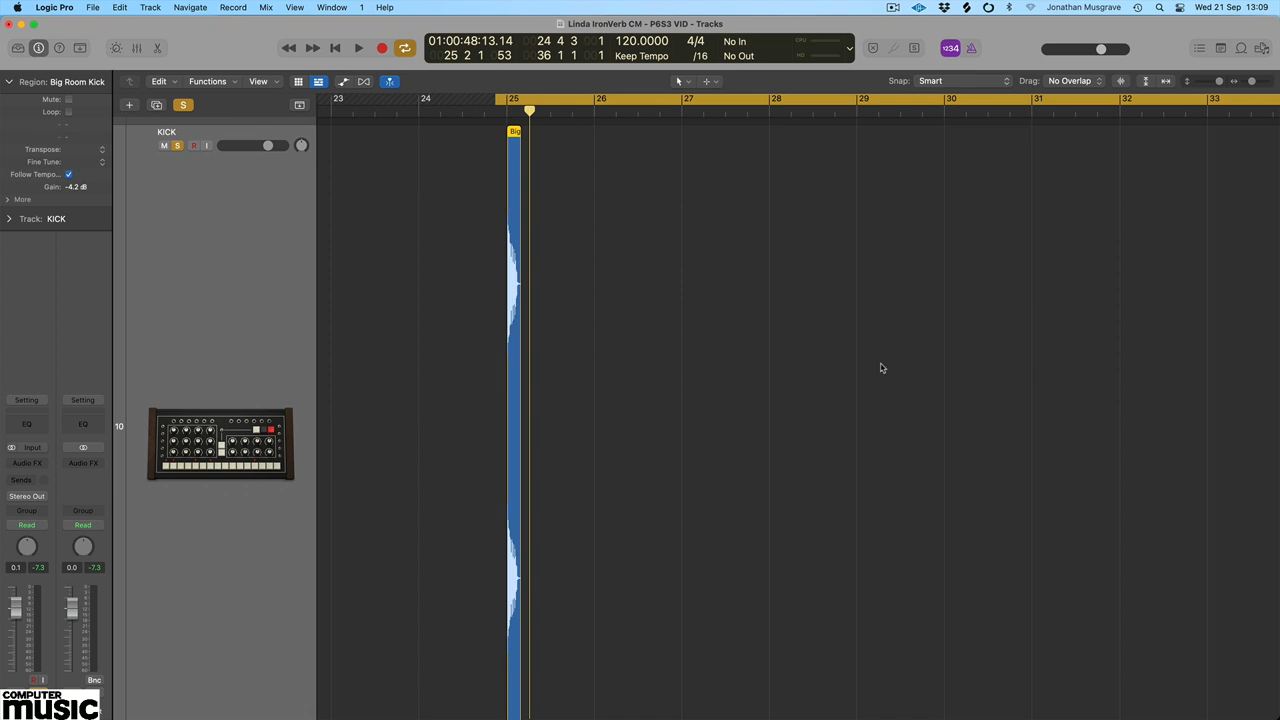 Logic Pro File Edit Track Navigate Record Mix View Window 1 Help Jonathan Musgrave Wed 21 Sep 13:09
Linda IronVerb CM - P6S3 VID - Tracks
01:00:48:13.14 24 4 3 001 120.0000 4/4 No In CPU
25 2 1 53 36 1 1 001 Keep Tempo /16 No Out HD
1234
Region: Big Room Kick Edit Functions View Snap: Smart Drag: No Overlap
Mute:
Loop:
Transpose:
Fine Tune:
Follow Tempo...
Gain: -4.2 dB
More
Track: KICK
S
23 24 25 26 27 28 29 30 31 32 33
KICK
M S R I
Big
10
Setting Setting
EQ EQ
Input
Audio FX Audio FX
Sends
Stereo Out
Group Group
Read Read
0.1 -7.3 0.0 -7.3
R I Bnc
COMPUTER
music